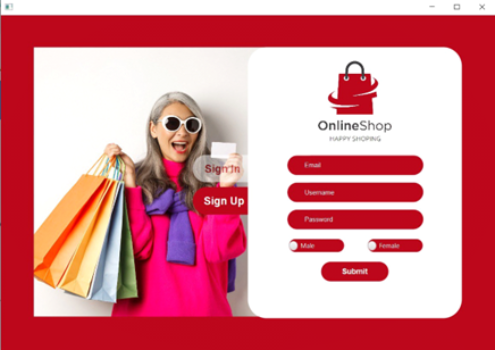 Sign In
Sign Up
OnlineShop
HAPPY SHOPING
Email
Username
Password
Male
Female
Submit